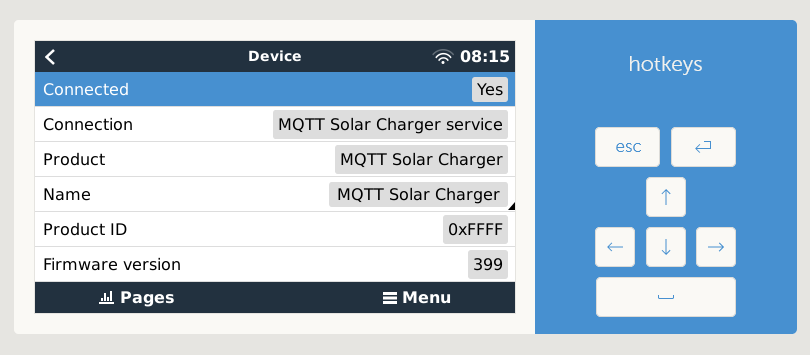 Device 08:15
Connected Yes
Connection MQTT Solar Charger service
Product MQTT Solar Charger
Name MQTT Solar Charger
Product ID 0xFFFF
Firmware version 399
Pages Menu
hotkeys
esc